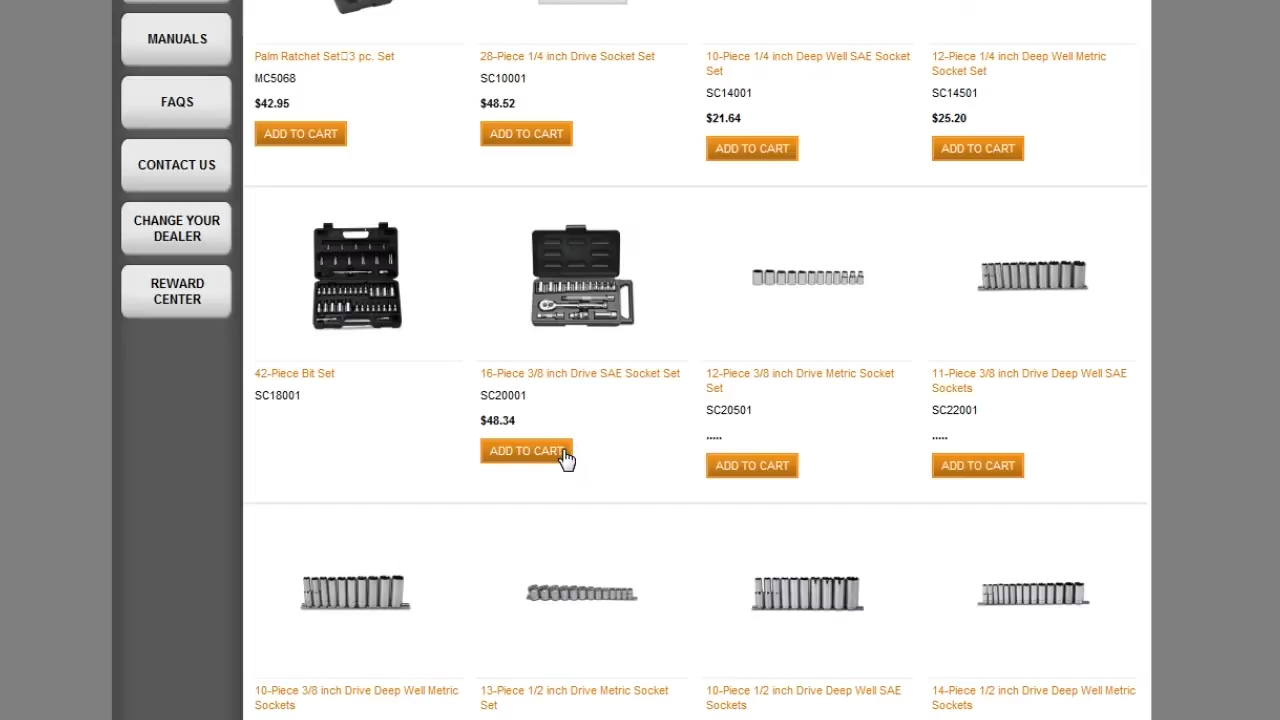 MANUALS
FAQS
CONTACT US
CHANGE YOUR
DEALER
REWARD
CENTER
Palm Ratchet Set□3 pc. Set
MC5068
$42.95
ADD TO CART
28-Piece 1/4 inch Drive Socket Set
SC10001
$48.52
ADD TO CART
10-Piece 1/4 inch Deep Well SAE Socket
Set
SC14001
$21.64
ADD TO CART
12-Piece 1/4 inch Deep Well Metric
Socket Set
SC14501
$25.20
ADD TO CART
42-Piece Bit Set
SC18001
16-Piece 3/8 inch Drive SAE Socket Set
SC20001
$48.34
ADD TO CART
12-Piece 3/8 inch Drive Metric Socket
Set
SC20501
.....
ADD TO CART
11-Piece 3/8 inch Drive Deep Well SAE
Sockets
SC22001
.....
ADD TO CART
10-Piece 3/8 inch Drive Deep Well Metric
Sockets
13-Piece 1/2 inch Drive Metric Socket
Set
10-Piece 1/2 inch Drive Deep Well SAE
Sockets
14-Piece 1/2 inch Drive Deep Well Metric
Sockets